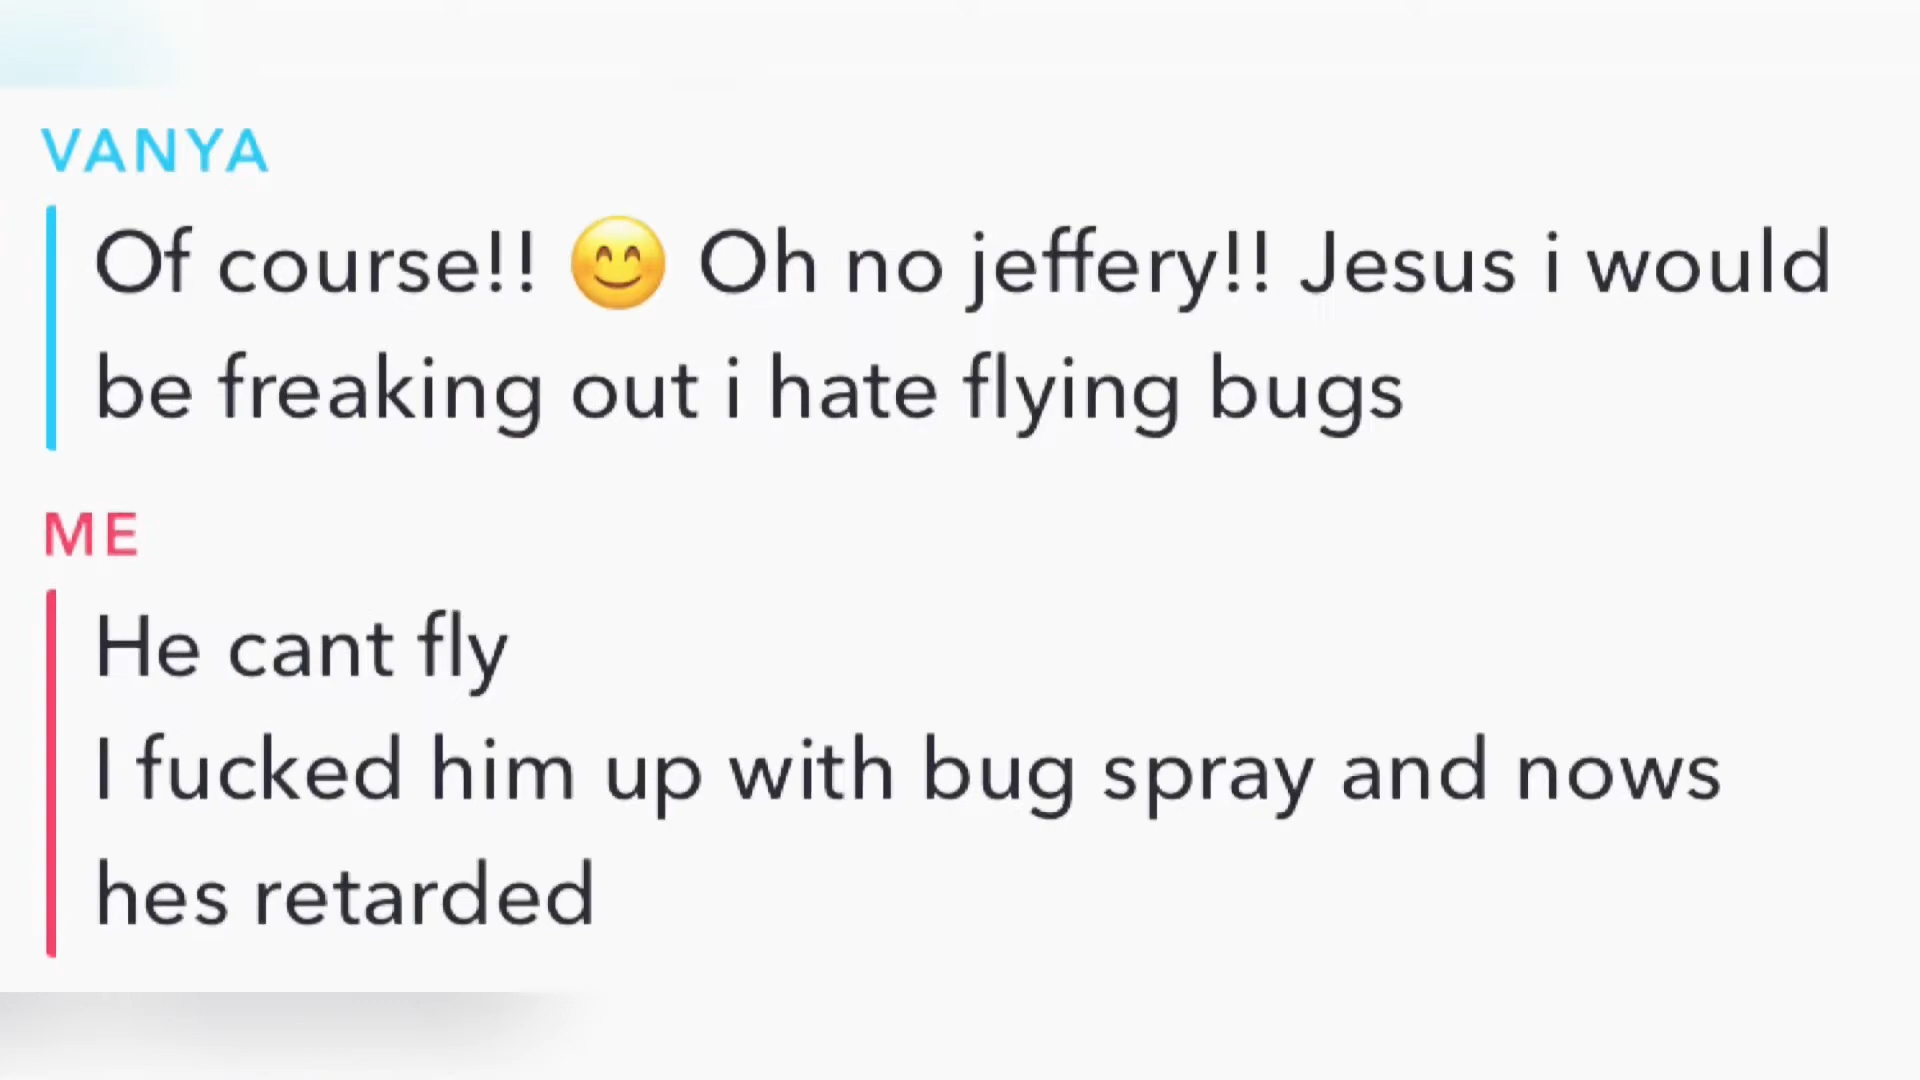 VANYA
Of course!! 😊 Oh no jeffery!! Jesus i would
be freaking out i hate flying bugs
ME
He cant fly
I fucked him up with bug spray and nows
hes retarded